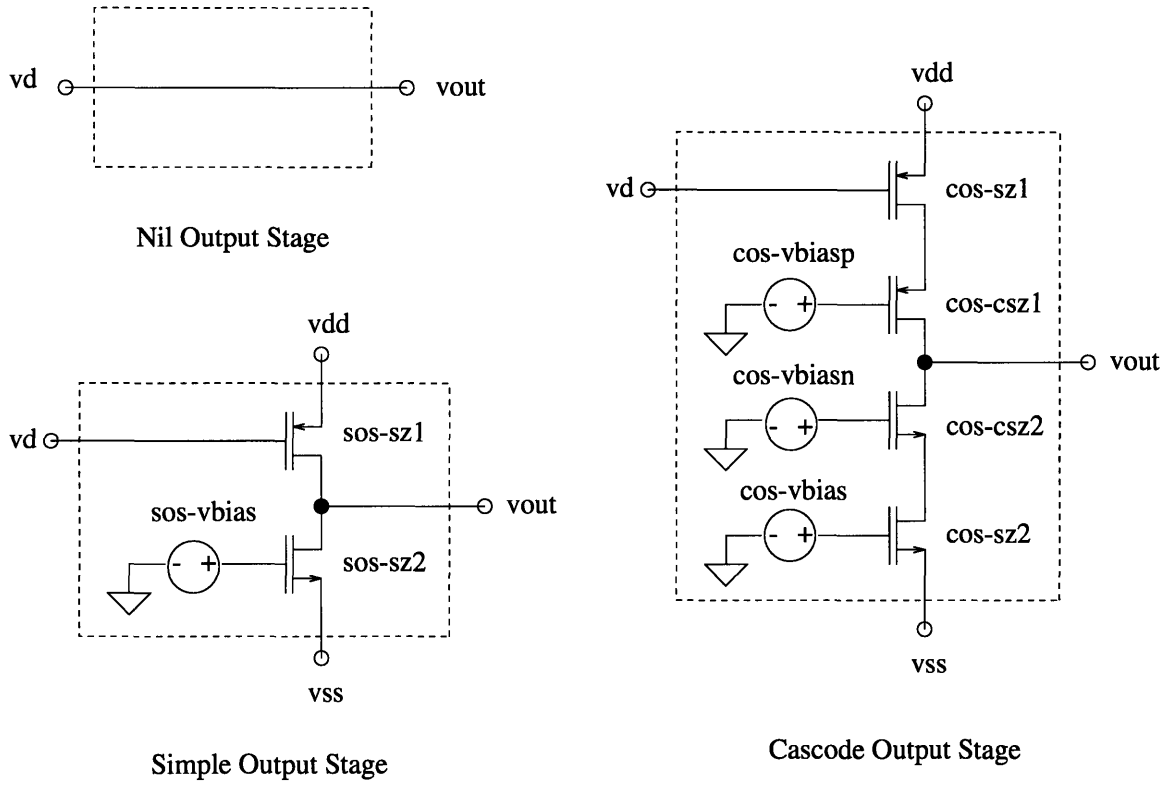 vd
vout
Nil Output Stage
vdd
vd
sos-sz1
sos-vbias
- +
vout
sos-sz2
vss
Simple Output Stage
vdd
vd
cos-sz1
cos-vbiasp
- +
cos-csz1
vout
cos-vbiasn
- +
cos-csz2
cos-vbias
- +
cos-sz2
vss
Cascode Output Stage